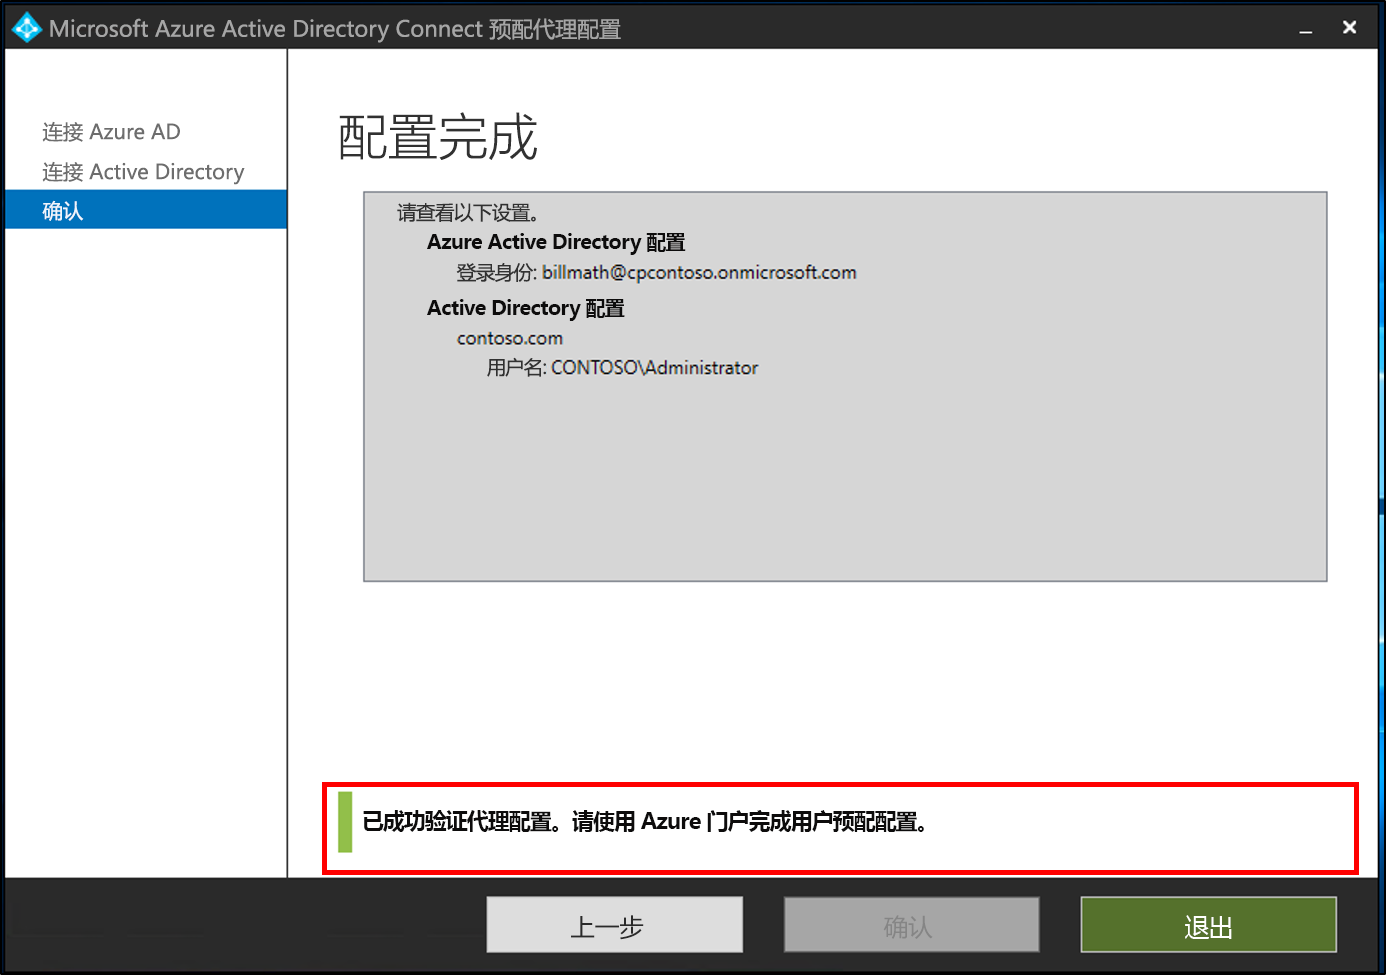 Microsoft Azure Active Directory Connect 预配代理配置
连接 Azure AD
连接 Active Directory
确认
配置完成
请查看以下设置。
Azure Active Directory 配置
登录身份: billmath@cpcontoso.onmicrosoft.com
Active Directory 配置
contoso.com
用户名: CONTOSO\Administrator
已成功验证代理配置。请使用 Azure 门户完成用户预配配置。
上一步
确认
退出